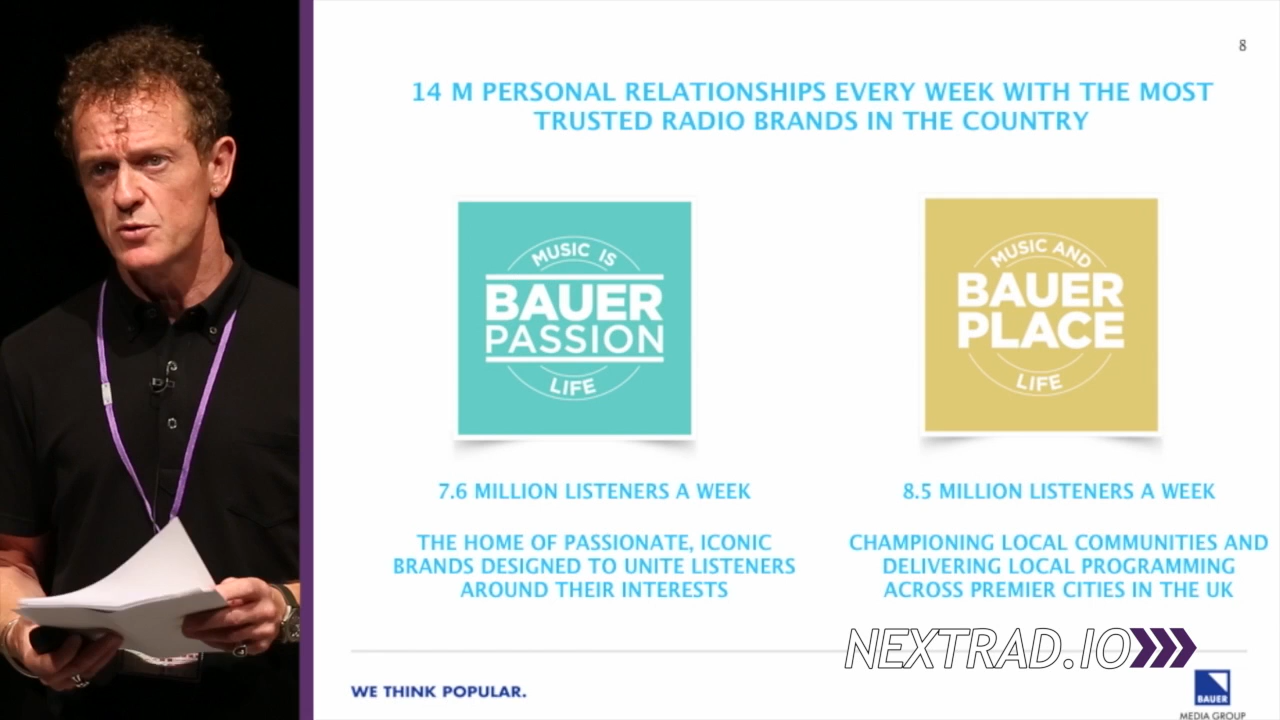 8
14 M PERSONAL RELATIONSHIPS EVERY WEEK WITH THE MOST
TRUSTED RADIO BRANDS IN THE COUNTRY
MUSIC IS
BAUER
PASSION
LIFE
MUSIC AND
BAUER
PLACE
LIFE
7.6 MILLION LISTENERS A WEEK
THE HOME OF PASSIONATE, ICONIC
BRANDS DESIGNED TO UNITE LISTENERS
AROUND THEIR INTERESTS
8.5 MILLION LISTENERS A WEEK
CHAMPIONING LOCAL COMMUNITIES AND
DELIVERING LOCAL PROGRAMMING
ACROSS PREMIER CITIES IN THE UK
NEXTRAD.IO
WE THINK POPULAR.
BAUER
MEDIA GROUP